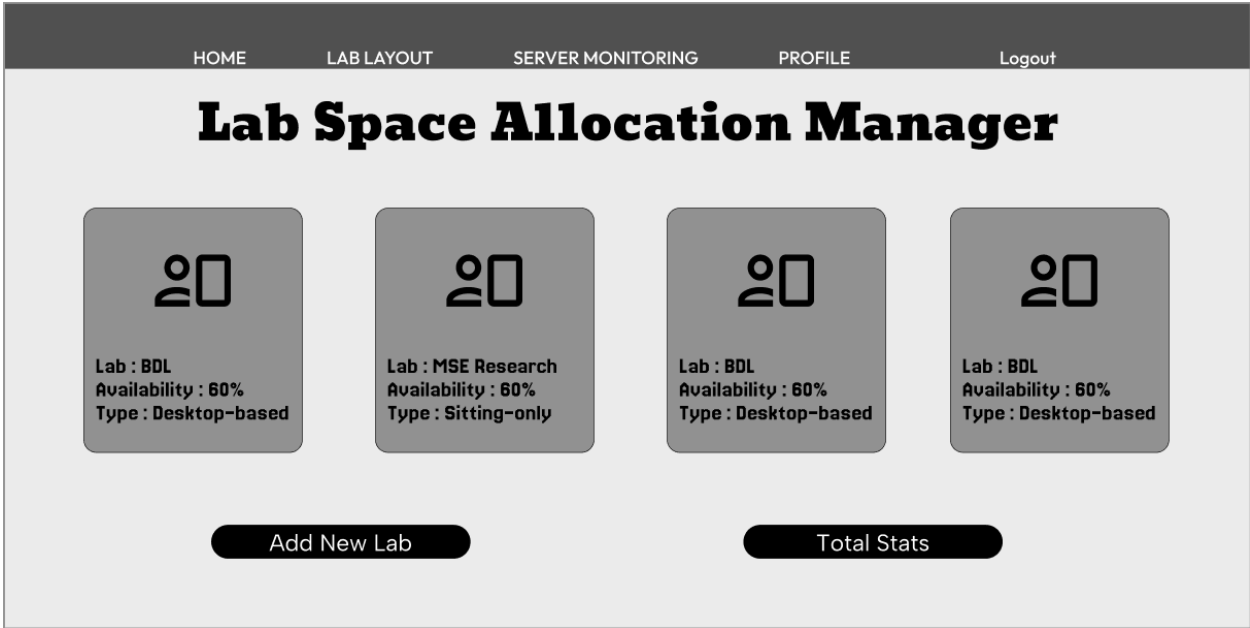 HOME LAB LAYOUT SERVER MONITORING PROFILE Logout
Lab Space Allocation Manager
Lab : BDL
Availability : 60%
Type : Desktop-based
Lab : MSE Research
Availability : 60%
Type : Sitting-only
Lab : BDL
Availability : 60%
Type : Desktop-based
Lab : BDL
Availability : 60%
Type : Desktop-based
Add New Lab
Total Stats